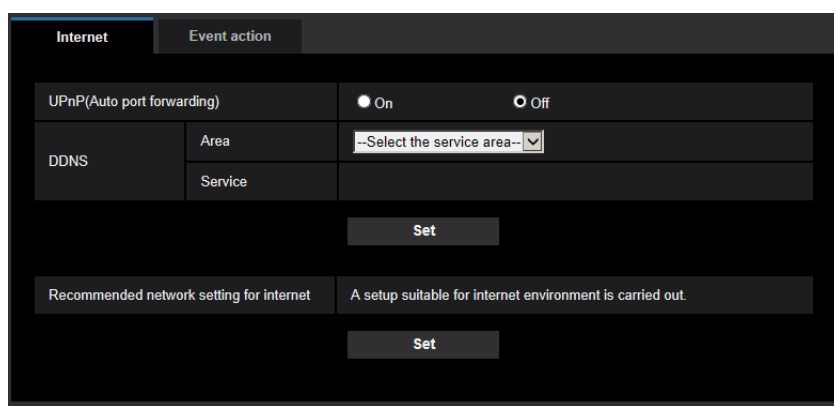 Internet Event action
UPnP(Auto port forwarding) On Off
DDNS Area --Select the service area--
Service
Set
Recommended network setting for internet A setup suitable for internet environment is carried out.
Set